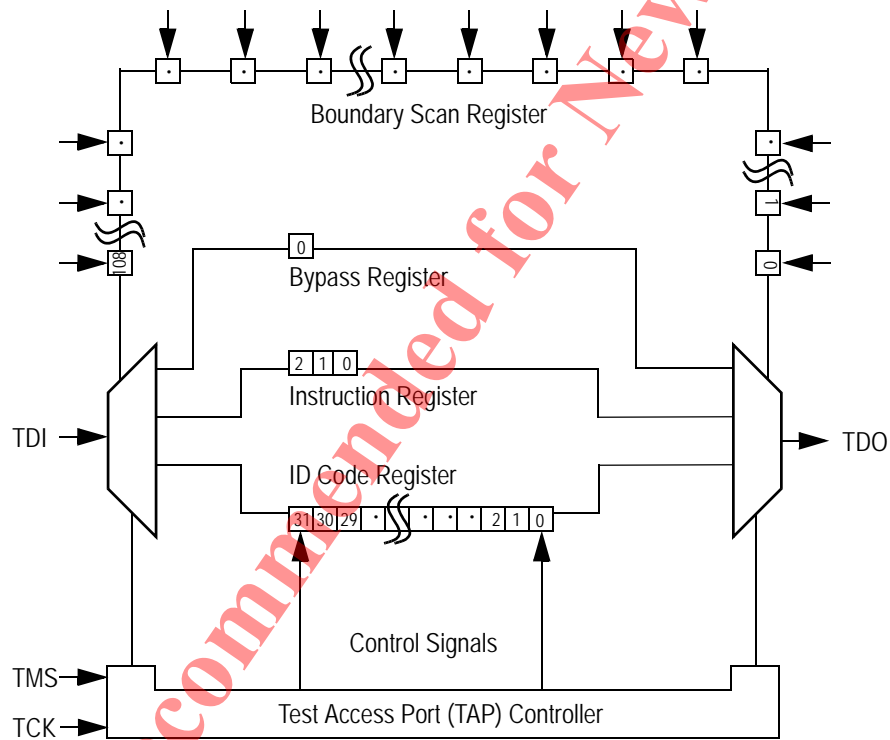 Boundary Scan Register
1
108
0
0
Bypass Register
2 1 0
Instruction Register
TDI
TDO
ID Code Register
31 30 29 · · · · 2 1 0
Control Signals
TMS
Test Access Port (TAP) Controller
TCK
commended for New